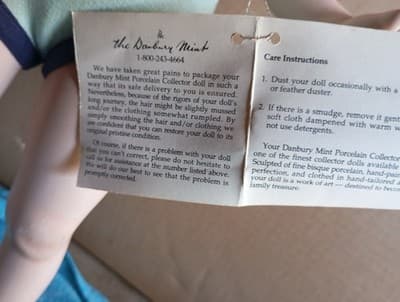 the Danbury Mint
1-800-243-4664
We have taken great pains to package your
Danbury Mint Porcelain Collector doll in such a
way that its safe delivery to you is ensured.
Nevertheless, because of the rigors of your doll's
long journey, the hair might be slightly mussed
and/or the clothing somewhat rumpled. By
simply smoothing the hair and/or clothing we
are confident that you can restore your doll to its
original pristine condition.
Of course, if there is a problem with your doll
that you can't correct, please do not hesitate to
call us for assistance at the number listed above.
We will do our best to see that the problem is
promptly corrected.
Care Instructions
1. Dust your doll occasionally with a
or feather duster.
2. If there is a smudge, remove it gent
soft cloth dampened with warm w
not use detergents.
Your Danbury Mint Porcelain Collector
one of the finest collector dolls available
Sculpted of fine bisque porcelain, hand-pain
perfection, and clothed in hand-tailored
your doll is a work of art — destined to beco
family treasure.